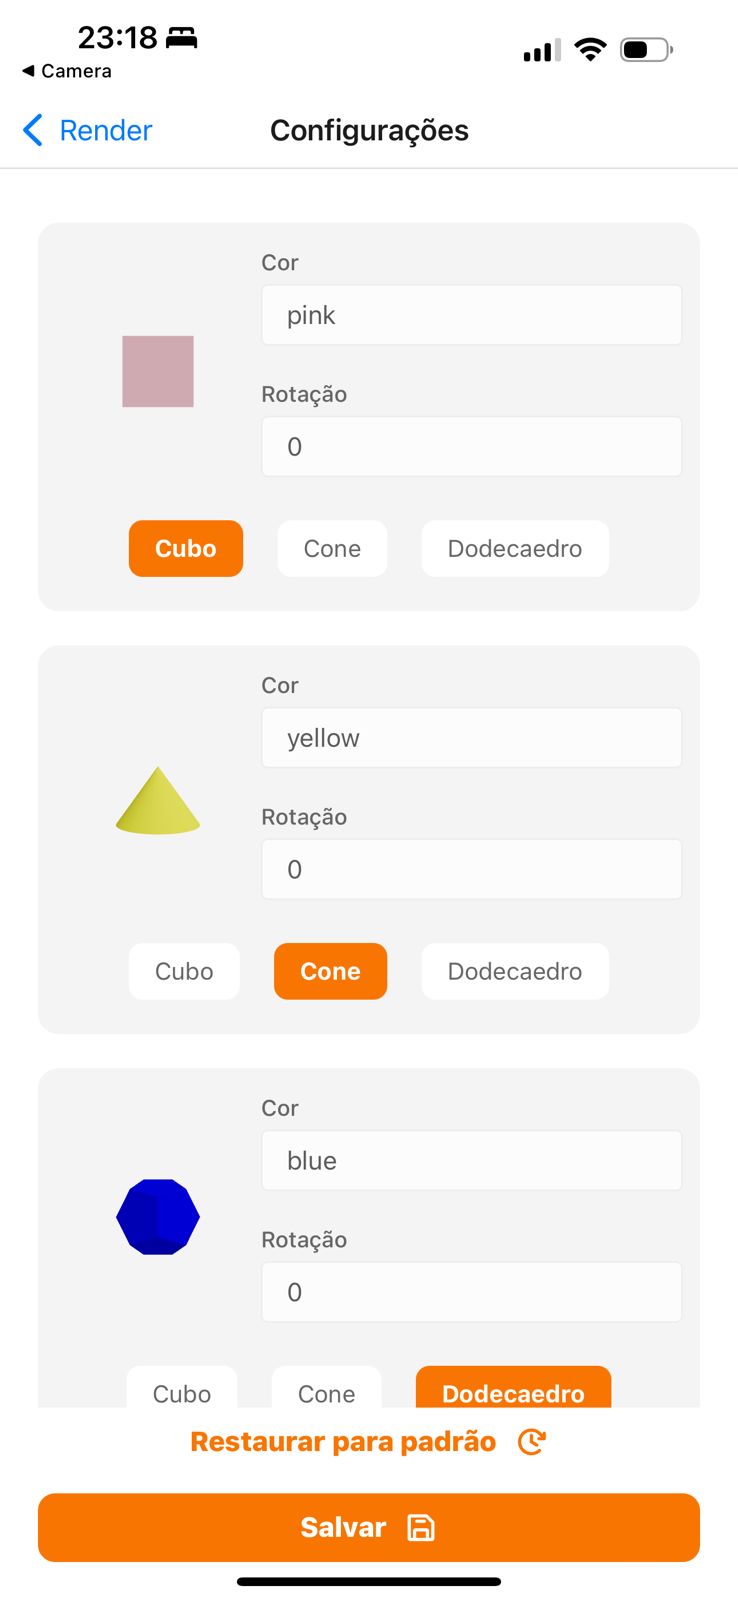 23:18
◀ Camera
Render
Configurações
Cor
pink
Rotação
0
Cubo Cone Dodecaedro
Cor
yellow
Rotação
0
Cubo Cone Dodecaedro
Cor
blue
Rotação
0
Cubo Cone Dodecaedro
Restaurar para padrão
Salvar